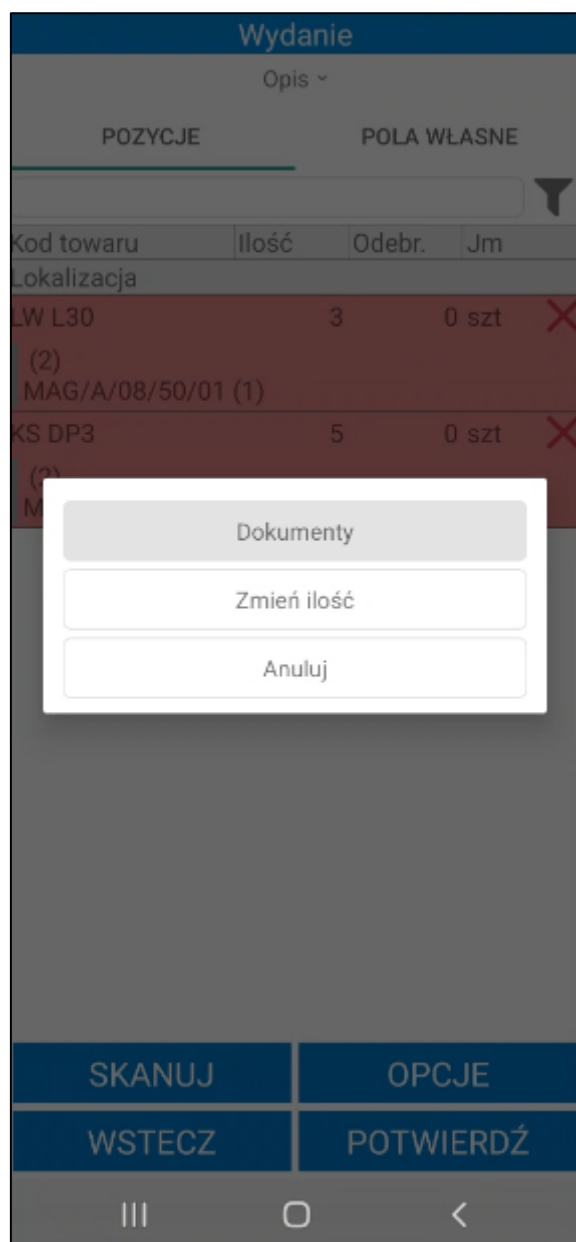 Wydanie
Opis
POZYCJE POLA WŁASNE
Kod towaru Ilość Odebr. Jm
Lokalizacja
LW L30 3 0 szt
(2)
MAG/A/08/50/01 (1)
KS DP3 5 0 szt
(3)
M
Dokumenty
Zmień ilość
Anuluj
SKANUJ OPCJE
WSTECZ POTWIERDŹ